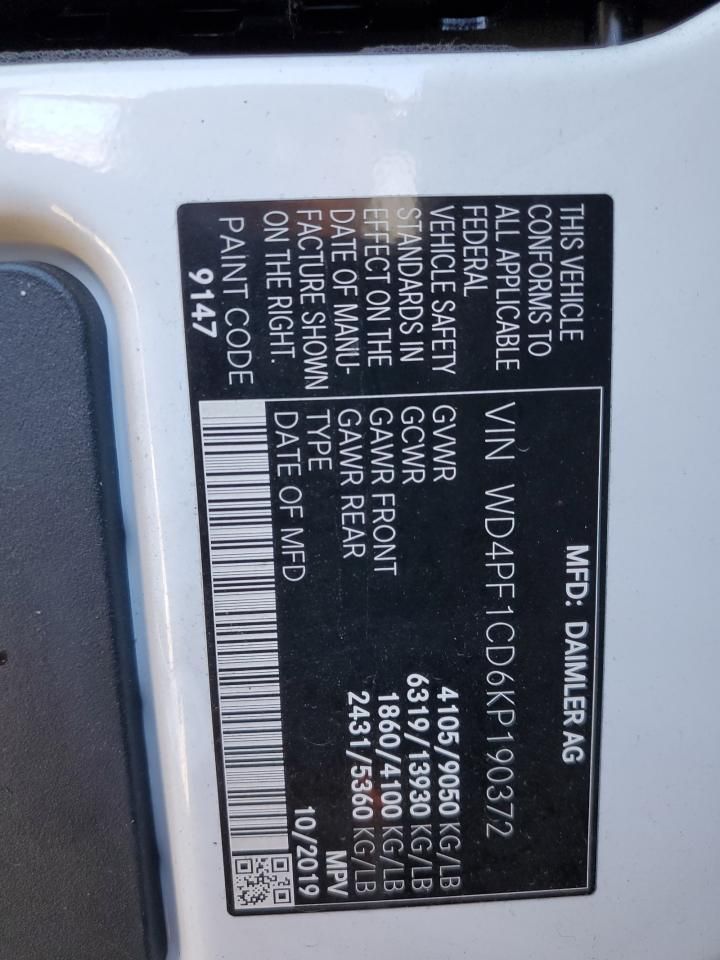 MFD: DAIMLER AG
THIS VEHICLE
CONFORMS TO
ALL APPLICABLE
FEDERAL
VEHICLE SAFETY
STANDARDS IN
EFFECT ON THE
DATE OF MANU-
FACTURE SHOWN
ON THE RIGHT.
PAINT CODE
9147
VIN WD4PF1CD6KP190372
GVWR 4105/9050 KG/LB
GCWR 6319/13930 KG/LB
GAWR FRONT 1860/4100 KG/LB
GAWR REAR 2431/5360 KG/LB
TYPE MPV
DATE OF MFD 10/2019